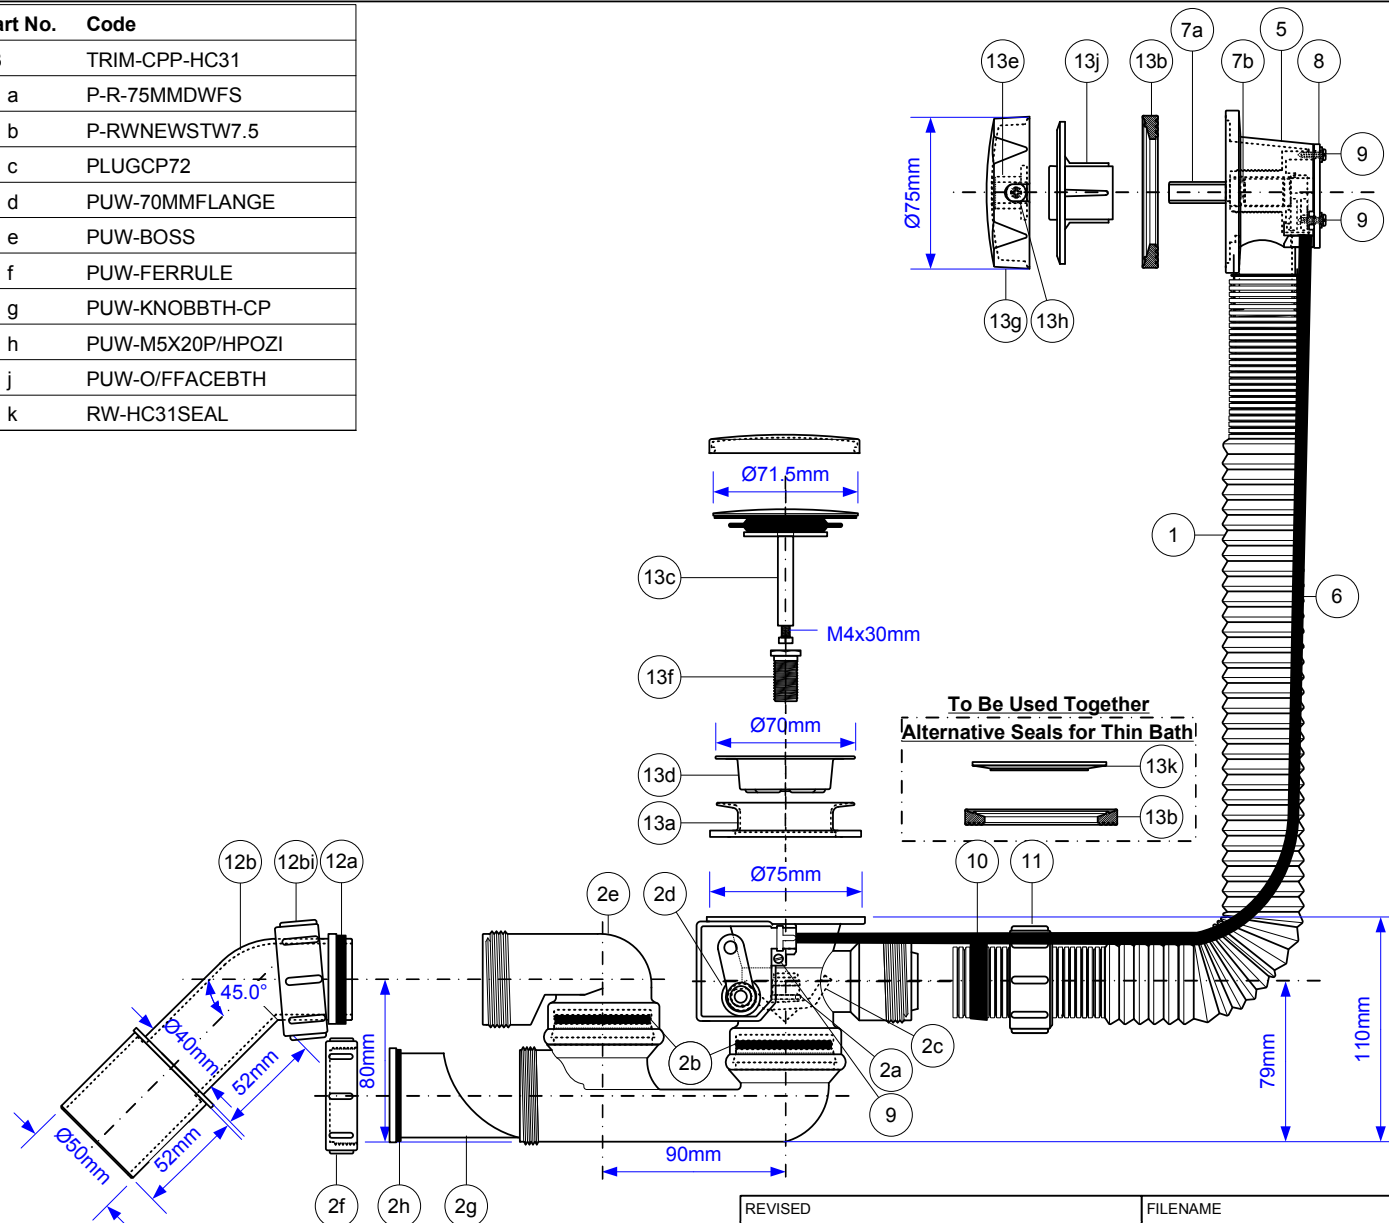 art No. Code
TRIM-CPP-HC31
a P-R-75MMDWFS
b P-RWNEWSTW7.5
c PLUGCP72
d PUW-70MMFLANGE
e PUW-BOSS
f PUW-FERRULE
g PUW-KNOBBTH-CP
h PUW-M5X20P/HPOZI
j PUW-O/FFACEBTH
k RW-HC31SEAL
7a 5
13e 13j 13b 7b 8
9
Ø75mm
9
13g 13h
Ø71.5mm
1
13c
6
M4x30mm
13f
To Be Used Together
Ø70mm
Alternative Seals for Thin Bath
13d 13k
13a 13b
12b 12bi 12a 10 11
Ø75mm
2e 2d
45.0°
Ø40mm
52mm
80mm
2b 2c
2a
79mm
110mm
9
Ø50mm
52mm
90mm
2f 2h 2g
REVISED FILENAME